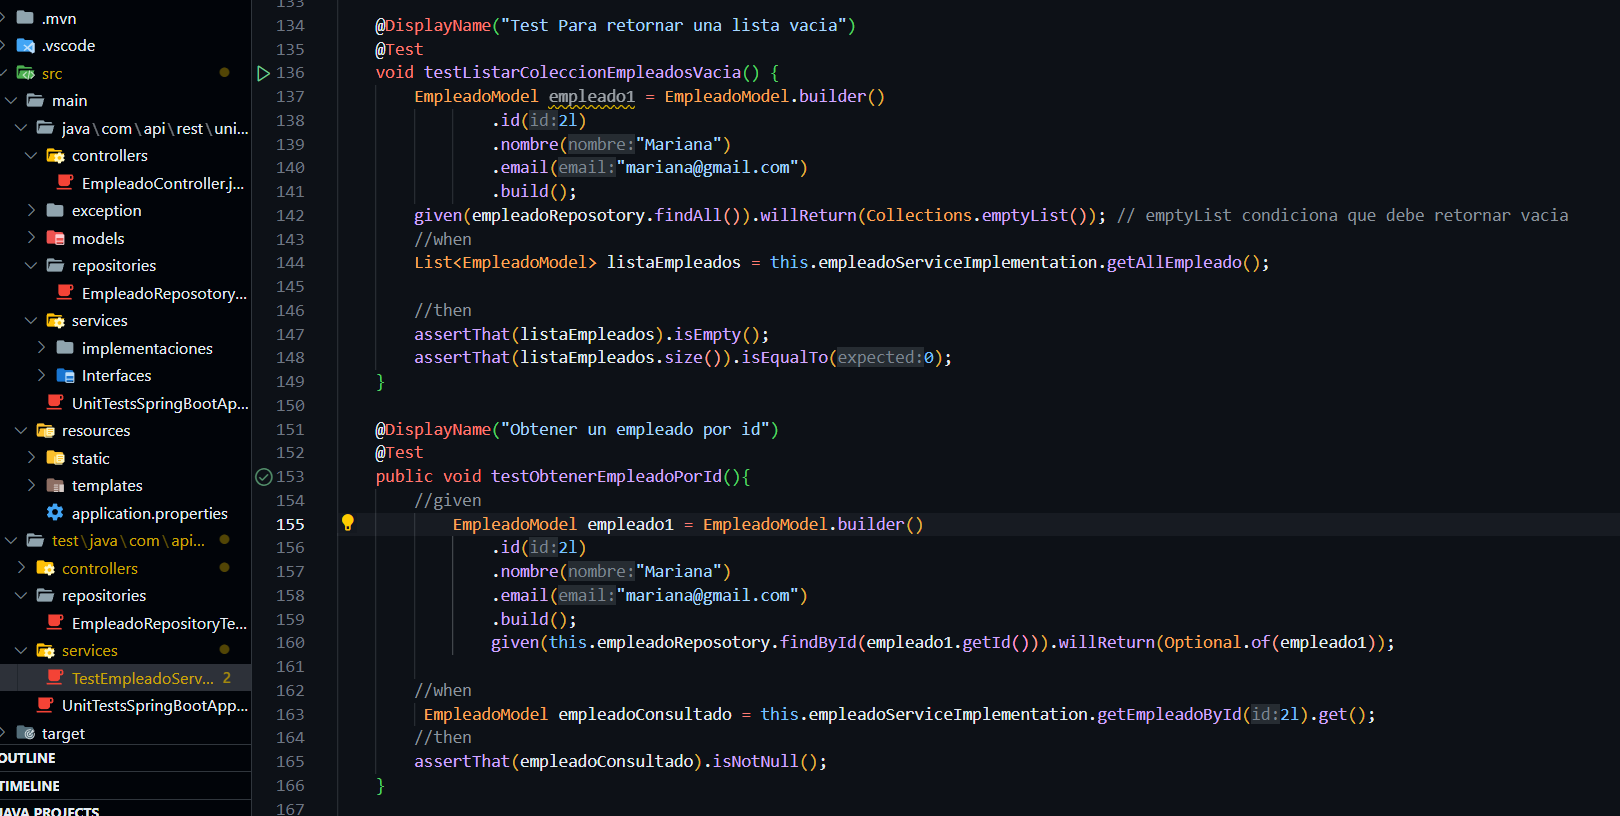 .mvn
.vscode
src
main
java\com\api\rest\uni...
controllers
EmpleadoController.j...
exception
models
repositories
EmpleadoReposotory...
services
implementaciones
Interfaces
UnitTestsSpringBootAp...
resources
static
templates
application.properties
test\java\com\api...
controllers
repositories
EmpleadoRepositoryTe...
services
TestEmpleadoServ... 2
UnitTestsSpringBootApp...
target
OUTLINE
TIMELINE
JAVA PROJECTS
133
134 @DisplayName("Test Para retornar una lista vacia")
135 @Test
136 void testListarColeccionEmpleadosVacia() {
137 EmpleadoModel empleado1 = EmpleadoModel.builder()
138 .id(id:2l)
139 .nombre(nombre:"Mariana")
140 .email(email:"mariana@gmail.com")
141 .build();
142 given(empleadoReposotory.findAll()).willReturn(Collections.emptyList()); // emptyList condiciona que debe retornar vacia
143 //when
144 List<EmpleadoModel> listaEmpleados = this.empleadoServiceImplementation.getAllEmpleado();
145
146 //then
147 assertThat(listaEmpleados).isEmpty();
148 assertThat(listaEmpleados.size()).isEqualTo(expected:0);
149 }
150
151 @DisplayName("Obtener un empleado por id")
152 @Test
153 public void testObtenerEmpleadoPorId(){
154 //given
155 EmpleadoModel empleado1 = EmpleadoModel.builder()
156 .id(id:2l)
157 .nombre(nombre:"Mariana")
158 .email(email:"mariana@gmail.com")
159 .build();
160 given(this.empleadoReposotory.findById(empleado1.getId())).willReturn(Optional.of(empleado1));
161
162 //when
163 EmpleadoModel empleadoConsultado = this.empleadoServiceImplementation.getEmpleadoById(id:2l).get();
164 //then
165 assertThat(empleadoConsultado).isNotNull();
166 }
167